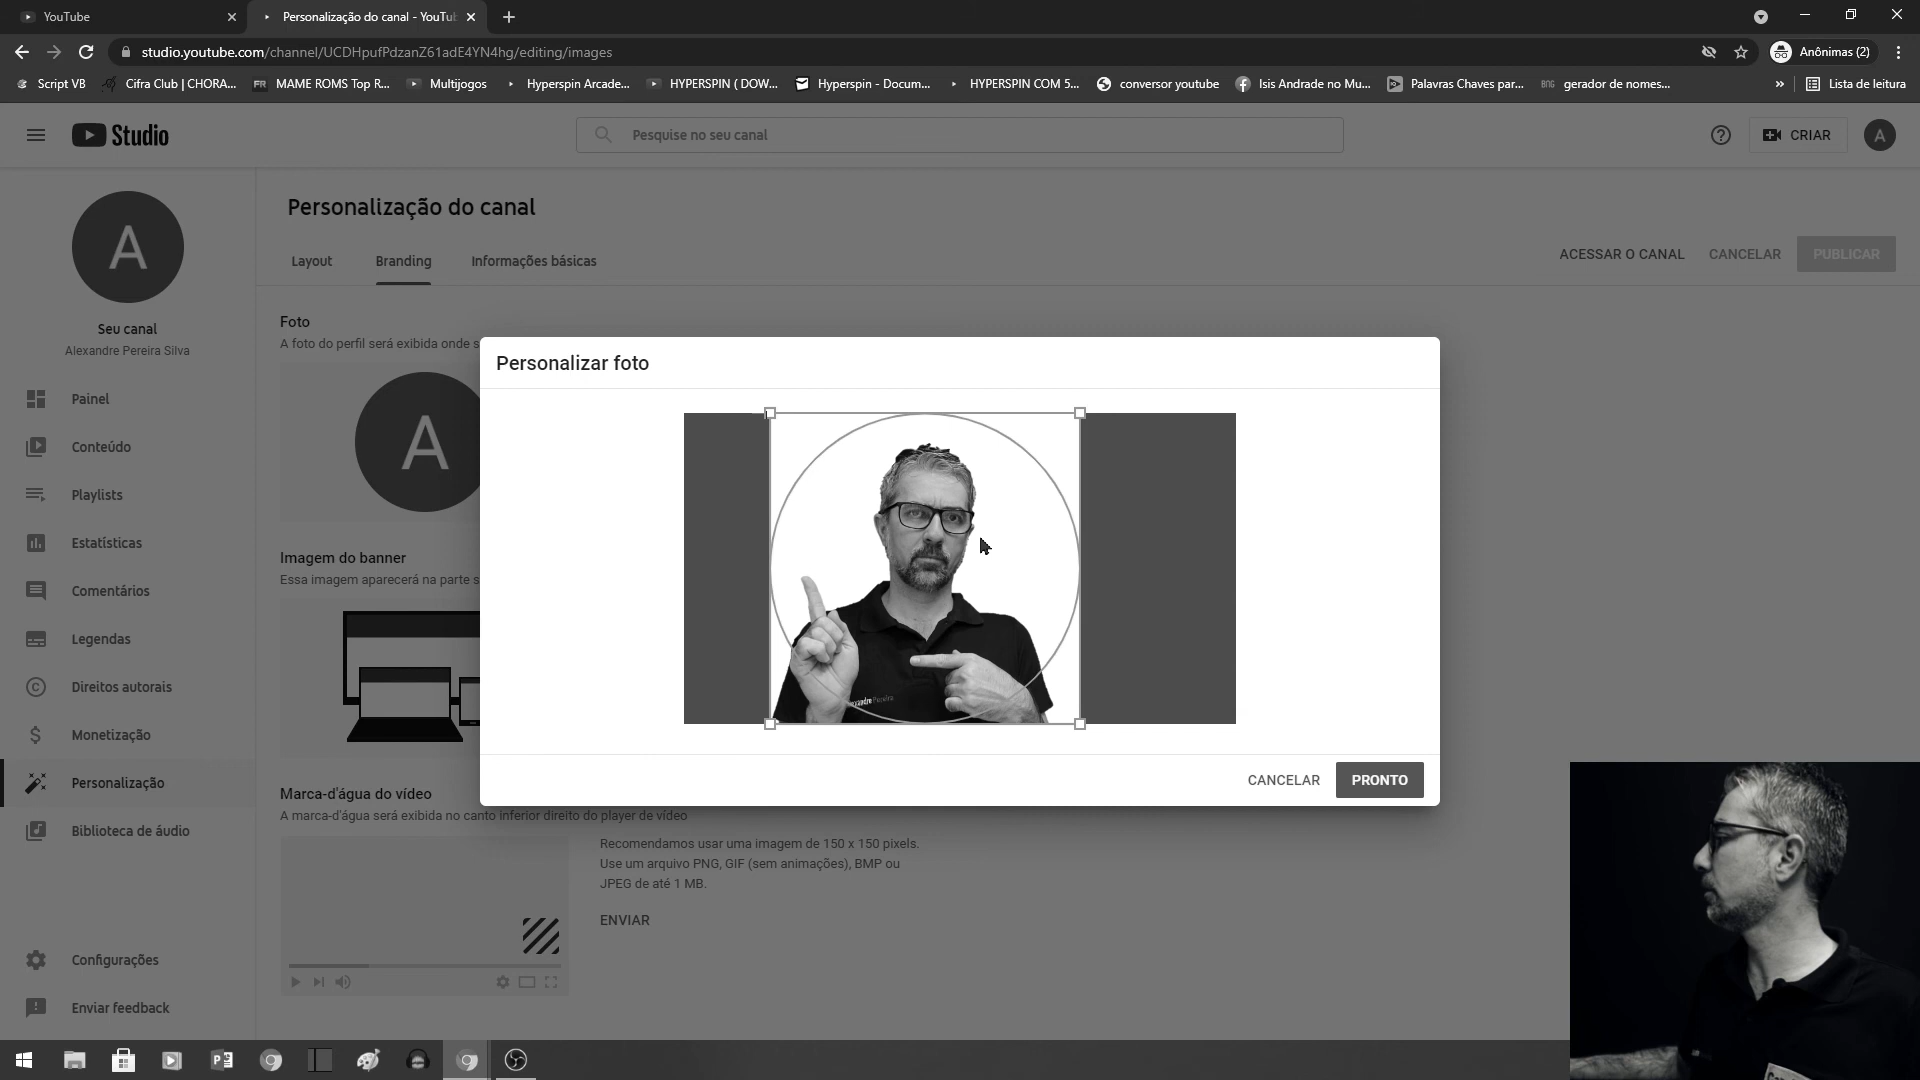 YouTube
Personalização do canal - YouTu
studio.youtube.com/channel/UCDHpufPdzanZ61adE4YN4hg/editing/images
Anônimas (2)
Script VB
Cifra Club | CHORA...
FR MAME ROMS Top R...
Multijogos
Hyperspin Arcade...
HYPERSPIN ( DOW...
Hyperspin - Docum...
HYPERSPIN COM 5...
conversor youtube
Isis Andrade no Mu...
Palavras Chaves par...
BNG gerador de nomes...
»
Lista de leitura
Studio
Pesquise no seu canal
CRIAR
A
A
Seu canal
Alexandre Pereira Silva
Painel
Conteúdo
Playlists
Estatísticas
Comentários
Legendas
Direitos autorais
Monetização
Personalização
Biblioteca de áudio
Configurações
Enviar feedback
Personalização do canal
Layout
Branding
Informações básicas
ACESSAR O CANAL
CANCELAR
PUBLICAR
Foto
A foto do perfil será exibida onde s
A
Imagem do banner
Essa imagem aparecerá na parte s
Marca-d'água do vídeo
A marca-d'água será exibida no canto inferior direito do player de vídeo
Recomendamos usar uma imagem de 150 x 150 pixels.
Use um arquivo PNG, GIF (sem animações), BMP ou
JPEG de até 1 MB.
ENVIAR
Personalizar foto
CANCELAR
PRONTO